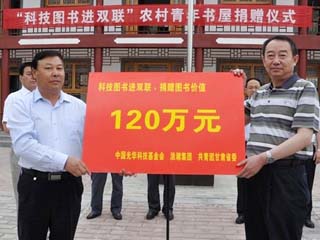 “科技图书进双联”农村青年书屋捐赠仪式
科技图书进双联·捐赠图书价值
120万元
中国光华科技基金会 浪潮集团 共青团甘肃省委